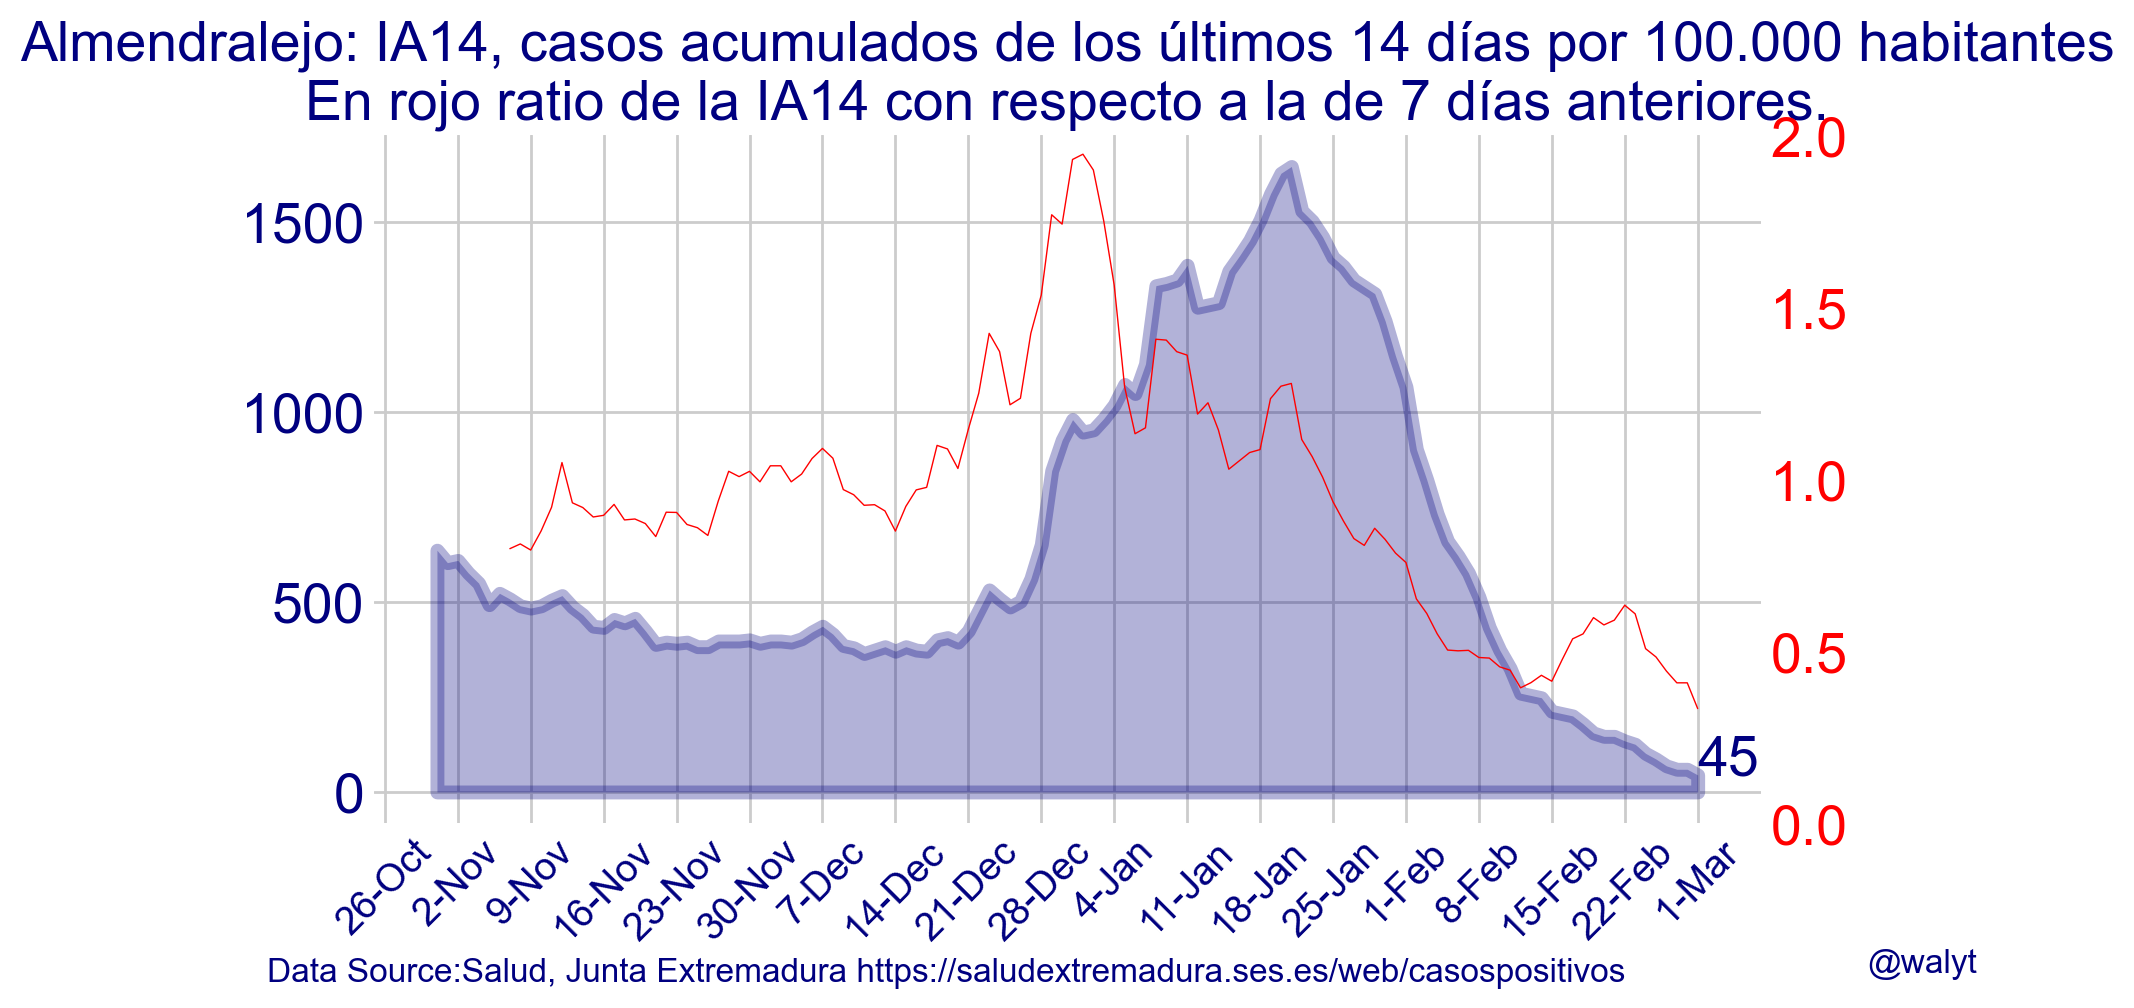 Almendralejo: IA14, casos acumulados de los últimos 14 días por 100.000 habitantes
En rojo ratio de la IA14 con respecto a la de 7 días anteriores.
2.0
1500
1.5
1000
1.0
500
0.5
45
0
0.0
26-Oct
2-Nov
9-Nov
16-Nov
23-Nov
30-Nov
7-Dec
14-Dec
21-Dec
28-Dec
4-Jan
11-Jan
18-Jan
25-Jan
1-Feb
8-Feb
15-Feb
22-Feb
1-Mar
Data Source:Salud, Junta Extremadura https://saludextremadura.ses.es/web/casospositivos
@walyt